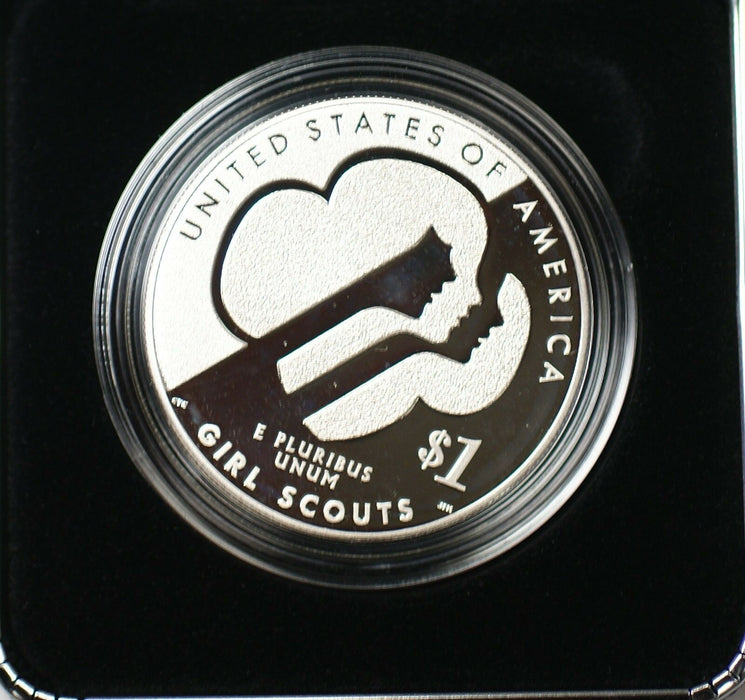 UNITED STATES OF AMERICA
E PLURIBUS
UNUM
$1
GIRL SCOUTS